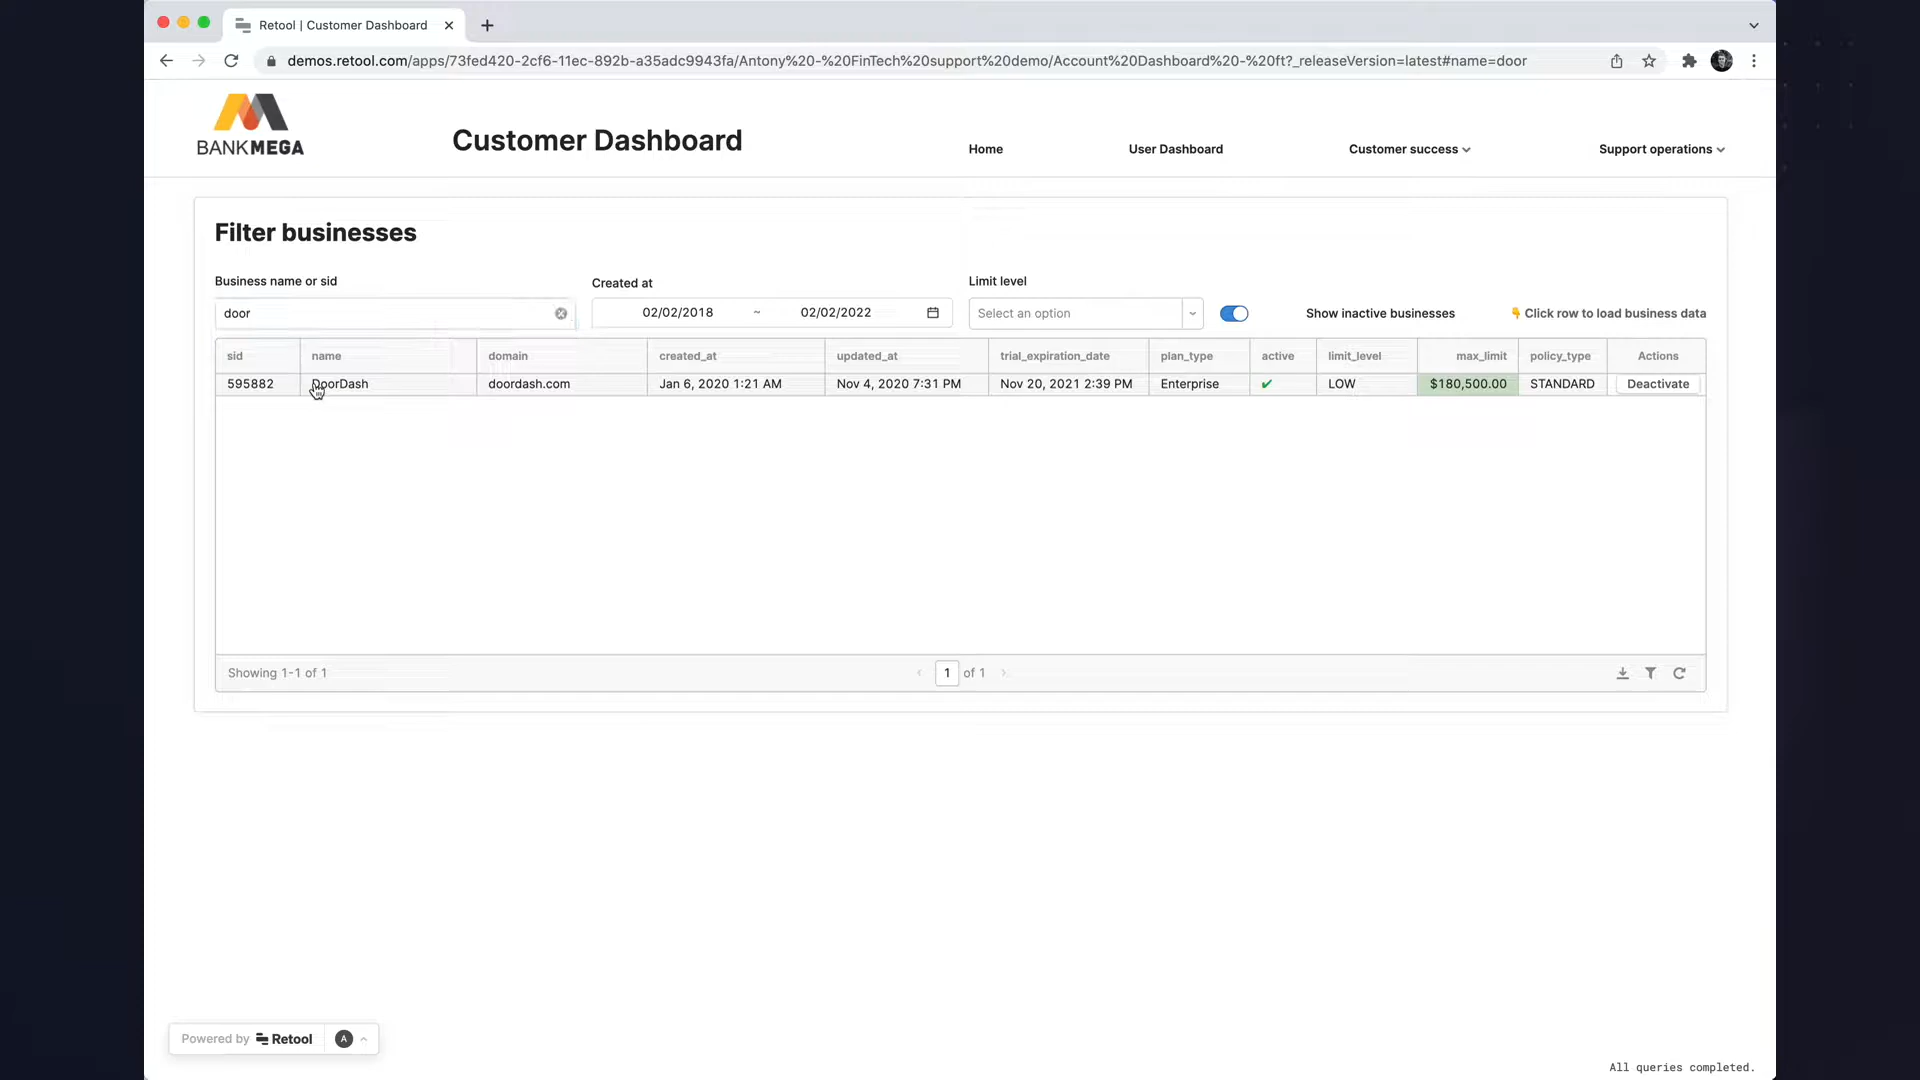 Retool | Customer Dashboard
demos.retool.com/apps/73fed420-2cf6-11ec-892b-a35adc9943fa/Antony%20-%20FinTech%20support%20demo/Account%20Dashboard%20-%20ft?_releaseVersion=latest#name=door
BANKMEGA
Customer Dashboard
Home
User Dashboard
Customer success
Support operations
Filter businesses
Business name or sid
Created at
Limit level
door
02/02/2018 ~ 02/02/2022
Select an option
Show inactive businesses
Click row to load business data
sid name domain created_at updated_at trial_expiration_date plan_type active limit_level max_limit policy_type Actions
595882 DoorDash doordash.com Jan 6, 2020 1:21 AM Nov 4, 2020 7:31 PM Nov 20, 2021 2:39 PM Enterprise LOW $180,500.00 STANDARD Deactivate
Showing 1-1 of 1
1 of 1
Powered by Retool
A
All queries completed.